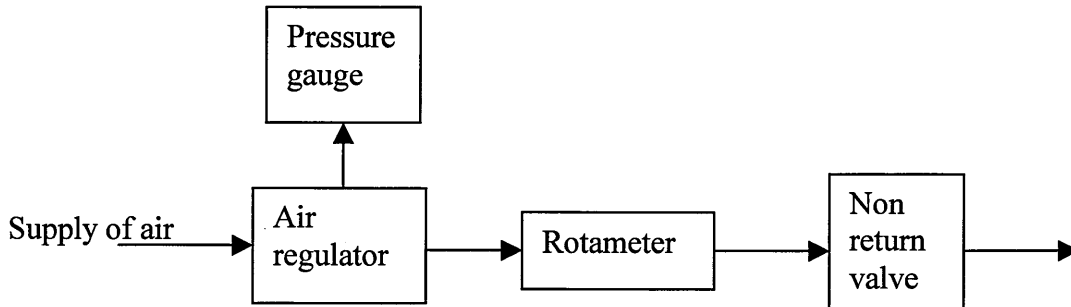 Pressure
gauge
Supply of air
Air
regulator
Rotameter
Non
return
valve